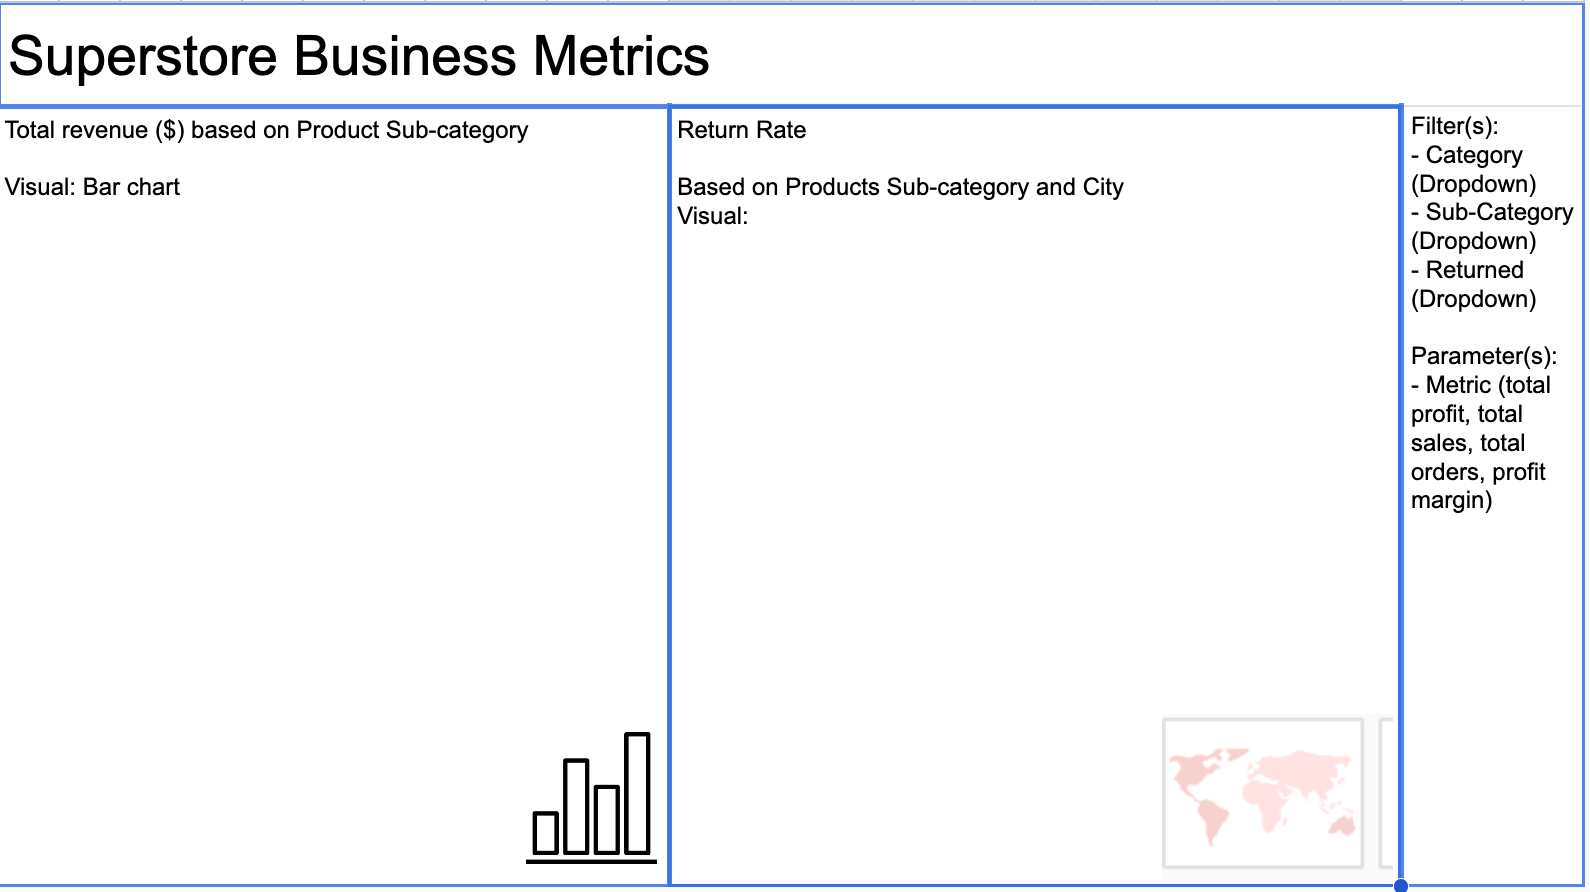 Superstore Business Metrics
Total revenue ($) based on Product Sub-category
Visual: Bar chart
Return Rate
Based on Products Sub-category and City
Visual:
Filter(s):
- Category
(Dropdown)
- Sub-Category
(Dropdown)
- Returned
(Dropdown)
Parameter(s):
- Metric (total
profit, total
sales, total
orders, profit
margin)